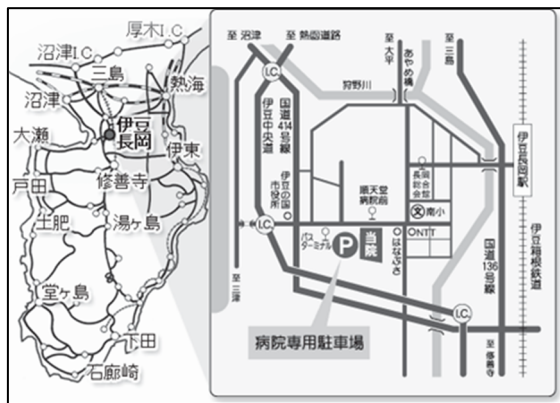 厚木I.C.
沼津I.C.
三島
沼津
熱海
大瀬
伊豆
長岡
伊東
戸田
修善寺
土肥
湯ヶ島
堂ヶ島
下田
石廊崎
至 沼津
至 熱函道路
至 大平
あやめ橋
至 三島
I.C.
狩野川
国道414号線
伊豆中央道
伊豆長岡駅
長岡
総合
会館
伊豆の国
市役所
順天堂
病院前
文 南小
I.C.
バス
ターミナル
P
当院
はなぶさ
NTT
国道136号線
伊豆箱根鉄道
至 三津
I.C.
病院専用駐車場
至 修善寺